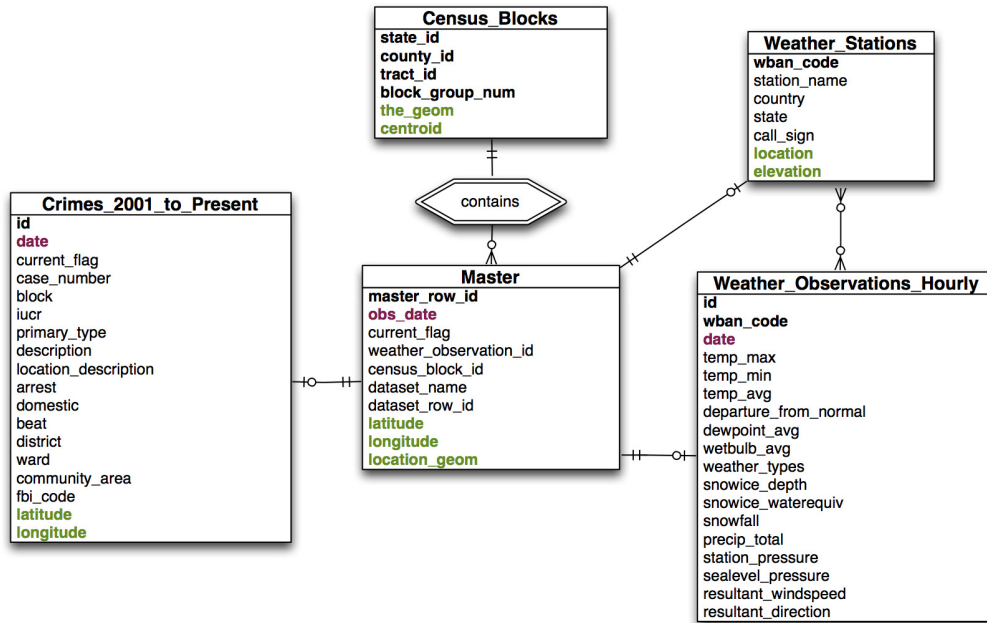 Census_Blocks
state_id
county_id
tract_id
block_group_num
the_geom
centroid
Weather_Stations
wban_code
station_name
country
state
call_sign
location
elevation
contains
Crimes_2001_to_Present
id
date
current_flag
case_number
block
iucr
primary_type
description
location_description
arrest
domestic
beat
district
ward
community_area
fbi_code
latitude
longitude
Master
master_row_id
obs_date
current_flag
weather_observation_id
census_block_id
dataset_name
dataset_row_id
latitude
longitude
location_geom
Weather_Observations_Hourly
id
wban_code
date
temp_max
temp_min
temp_avg
departure_from_normal
dewpoint_avg
wetbulb_avg
weather_types
snowice_depth
snowice_waterequiv
snowfall
precip_total
station_pressure
sealevel_pressure
resultant_windspeed
resultant_direction